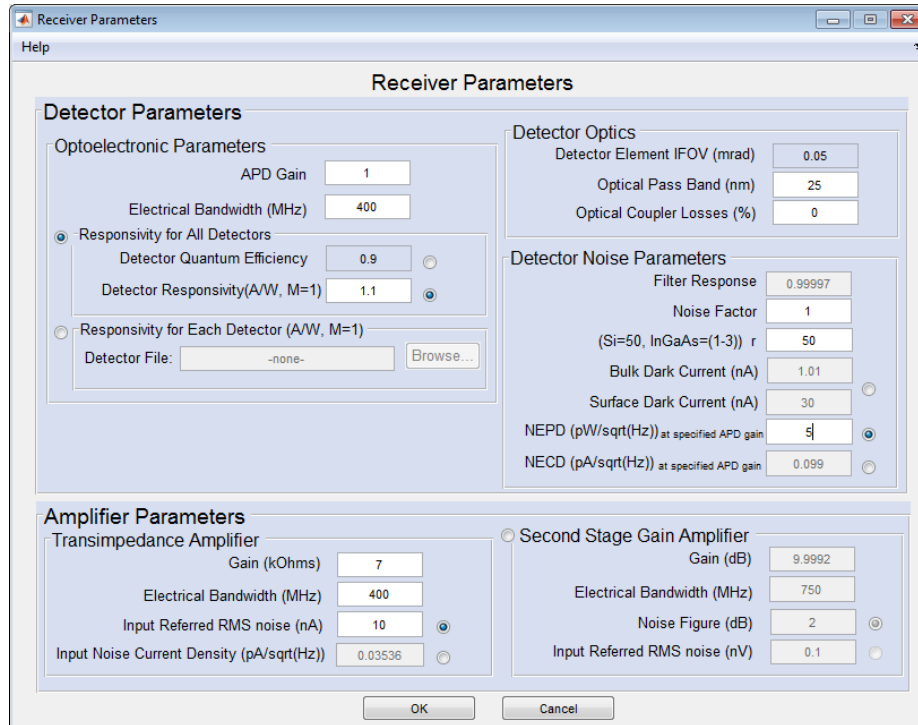 Receiver Parameters
Help
Receiver Parameters
Detector Parameters
Optoelectronic Parameters
APD Gain 1
Electrical Bandwidth (MHz) 400
Responsivity for All Detectors
Detector Quantum Efficiency 0.9
Detector Responsivity(A/W, M=1) 1.1
Responsivity for Each Detector (A/W, M=1)
Detector File: -none- Browse...
Detector Optics
Detector Element IFOV (mrad) 0.05
Optical Pass Band (nm) 25
Optical Coupler Losses (%) 0
Detector Noise Parameters
Filter Response 0.99997
Noise Factor 1
(Si=50, InGaAs=(1-3)) r 50
Bulk Dark Current (nA) 1.01
Surface Dark Current (nA) 30
NEPD (pW/sqrt(Hz)) at specified APD gain 5
NECD (pA/sqrt(Hz)) at specified APD gain 0.099
Amplifier Parameters
Transimpedance Amplifier
Gain (kOhms) 7
Electrical Bandwidth (MHz) 400
Input Referred RMS noise (nA) 10
Input Noise Current Density (pA/sqrt(Hz)) 0.03536
Second Stage Gain Amplifier
Gain (dB) 9.9992
Electrical Bandwidth (MHz) 750
Noise Figure (dB) 2
Input Referred RMS noise (nV) 0.1
OK Cancel